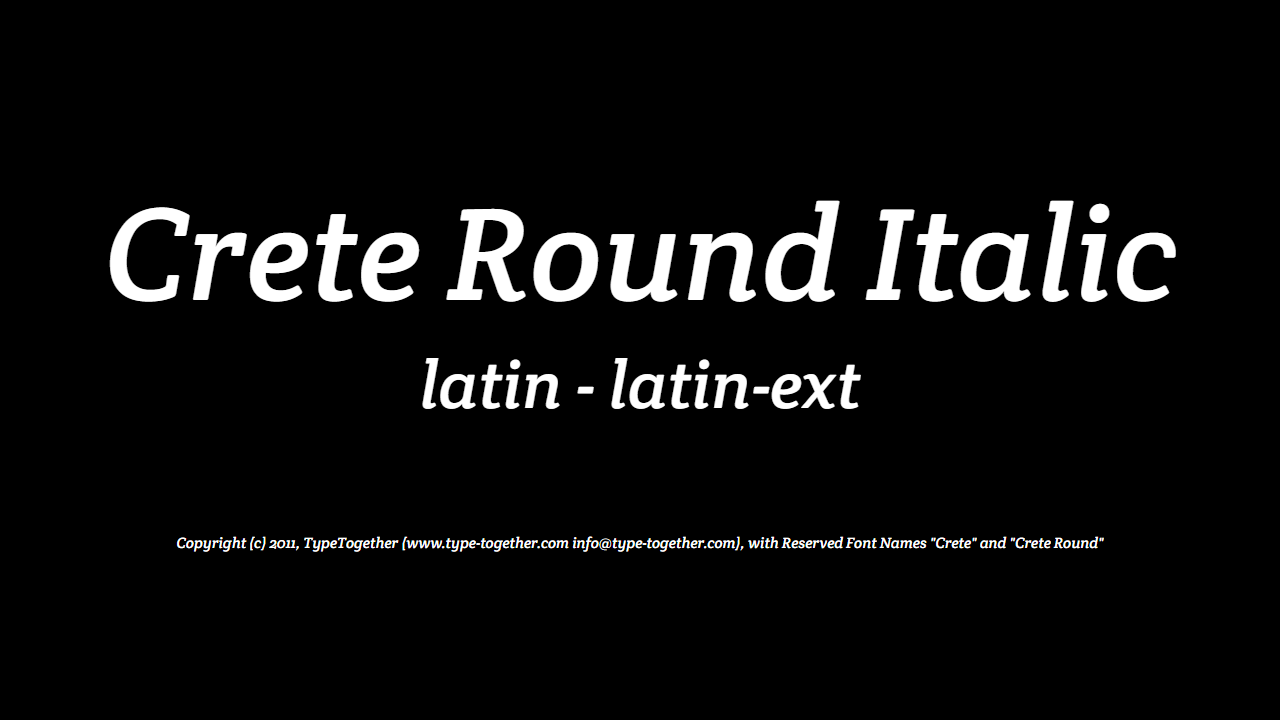 Crete Round Italic
latin - latin-ext
Copyright (c) 2011, TypeTogether (www.type-together.com info@type-together.com), with Reserved Font Names "Crete" and "Crete Round"